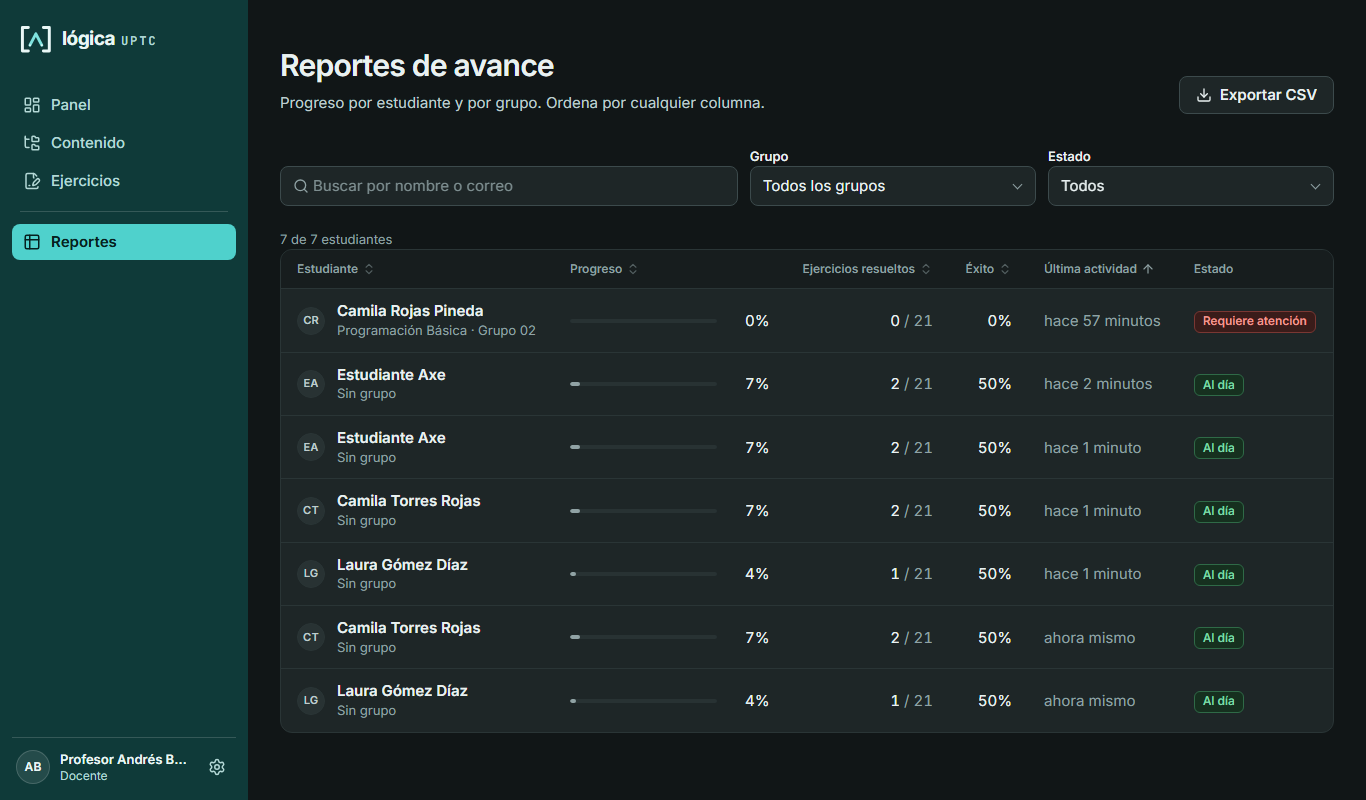 lógica UPTC
Panel
Contenido
Ejercicios
Reportes
Profesor Andrés B...
Docente
AB
Reportes de avance
Progreso por estudiante y por grupo. Ordena por cualquier columna.
Exportar CSV
Buscar por nombre o correo
Grupo
Todos los grupos
Estado
Todos
7 de 7 estudiantes
Estudiante Progreso Ejercicios resueltos Éxito Última actividad Estado
CR Camila Rojas Pineda 0% 0 / 21 0% hace 57 minutos Requiere atención
Programación Básica · Grupo 02
EA Estudiante Axe 7% 2 / 21 50% hace 2 minutos Al día
Sin grupo
EA Estudiante Axe 7% 2 / 21 50% hace 1 minuto Al día
Sin grupo
CT Camila Torres Rojas 7% 2 / 21 50% hace 1 minuto Al día
Sin grupo
LG Laura Gómez Díaz 4% 1 / 21 50% hace 1 minuto Al día
Sin grupo
CT Camila Torres Rojas 7% 2 / 21 50% ahora mismo Al día
Sin grupo
LG Laura Gómez Díaz 4% 1 / 21 50% ahora mismo Al día
Sin grupo